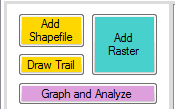 Add
Shapefile
Add
Raster
Draw Trail
Graph and Analyze